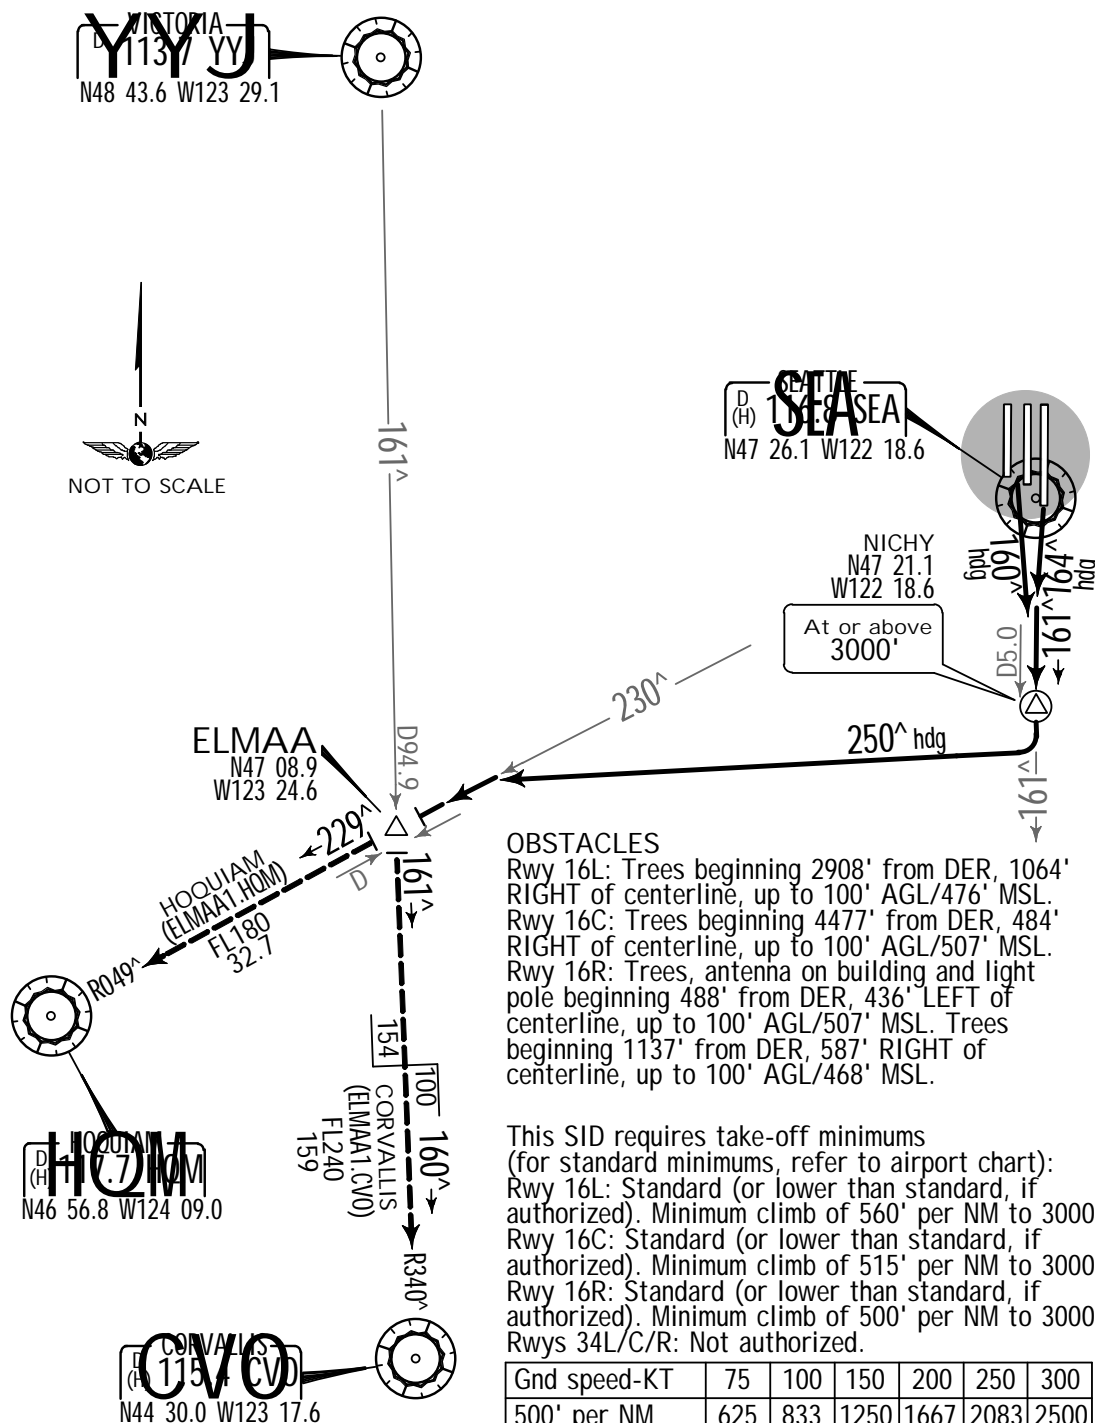 VICTORIA
D 113.7 YYJ
YYJ
N48 43.6 W123 29.1
161^
N
NOT TO SCALE
SEATTLE
D
(H) 116.8 SEA
SEA
N47 26.1 W122 18.6
NICHY
N47 21.1
W122 18.6
160^
hdg
164^
hdg
161^
At or above
3000'
D5.0
230^
250^ hdg
161^
ELMAA
N47 08.9
W123 24.6
D94.9
229^
D
161^
HOQUIAM
(ELMAA1.HQM)
FL180
32.7
R049^
OBSTACLES
Rwy 16L: Trees beginning 2908' from DER, 1064'
RIGHT of centerline, up to 100' AGL/476' MSL.
Rwy 16C: Trees beginning 4477' from DER, 484'
RIGHT of centerline, up to 100' AGL/507' MSL.
Rwy 16R: Trees, antenna on building and light
pole beginning 488' from DER, 436' LEFT of
centerline, up to 100' AGL/507' MSL. Trees
beginning 1137' from DER, 587' RIGHT of
centerline, up to 100' AGL/468' MSL.
154
100
CORVALLIS
(ELMAA1.CVO)
FL240
159
160^
R340^
HOQUIAM
D
(H) 117.7 HQM
HQM
N46 56.8 W124 09.0
This SID requires take-off minimums
(for standard minimums, refer to airport chart):
Rwy 16L: Standard (or lower than standard, if
authorized). Minimum climb of 560' per NM to 3000
Rwy 16C: Standard (or lower than standard, if
authorized). Minimum climb of 515' per NM to 3000
Rwy 16R: Standard (or lower than standard, if
authorized). Minimum climb of 500' per NM to 3000
Rwys 34L/C/R: Not authorized.
CORVALLIS
D
(H) 115.4 CVO
CVO
N44 30.0 W123 17.6
Gnd speed-KT 75 100 150 200 250 300
500' per NM 625 833 1250 1667 2083 2500